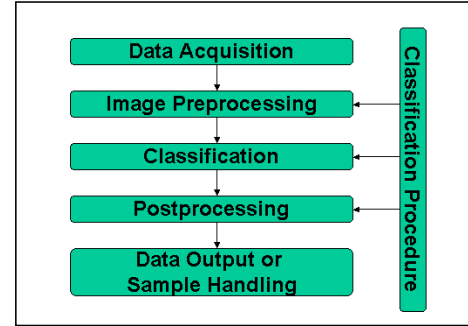 Data Acquisition
Image Preprocessing
Classification
Postprocessing
Data Output or
Sample Handling
Classification Procedure